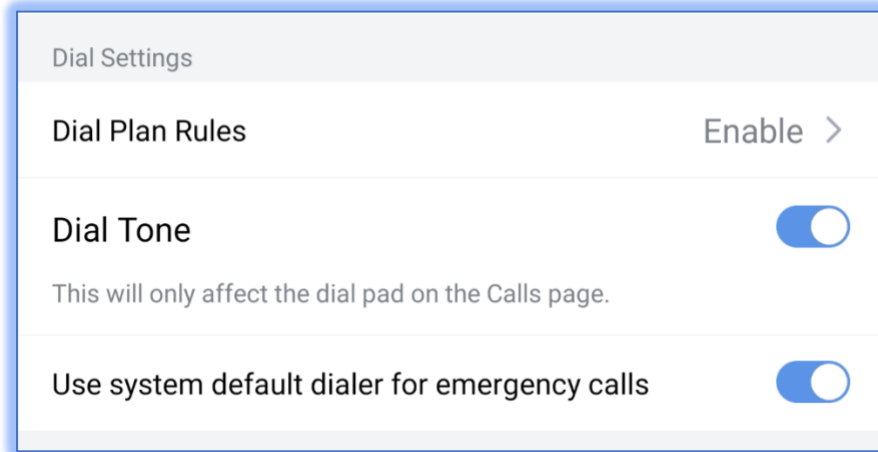 Dial Settings
Dial Plan Rules Enable >
Dial Tone
This will only affect the dial pad on the Calls page.
Use system default dialer for emergency calls